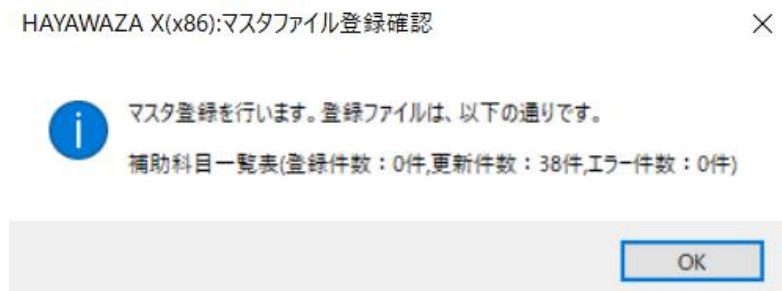 HAYAWAZA X(x86):マスタファイル登録確認
マスタ登録を行います。登録ファイルは、以下の通りです。
補助科目一覧表(登録件数：0件,更新件数：38件,エラー件数：0件)
OK